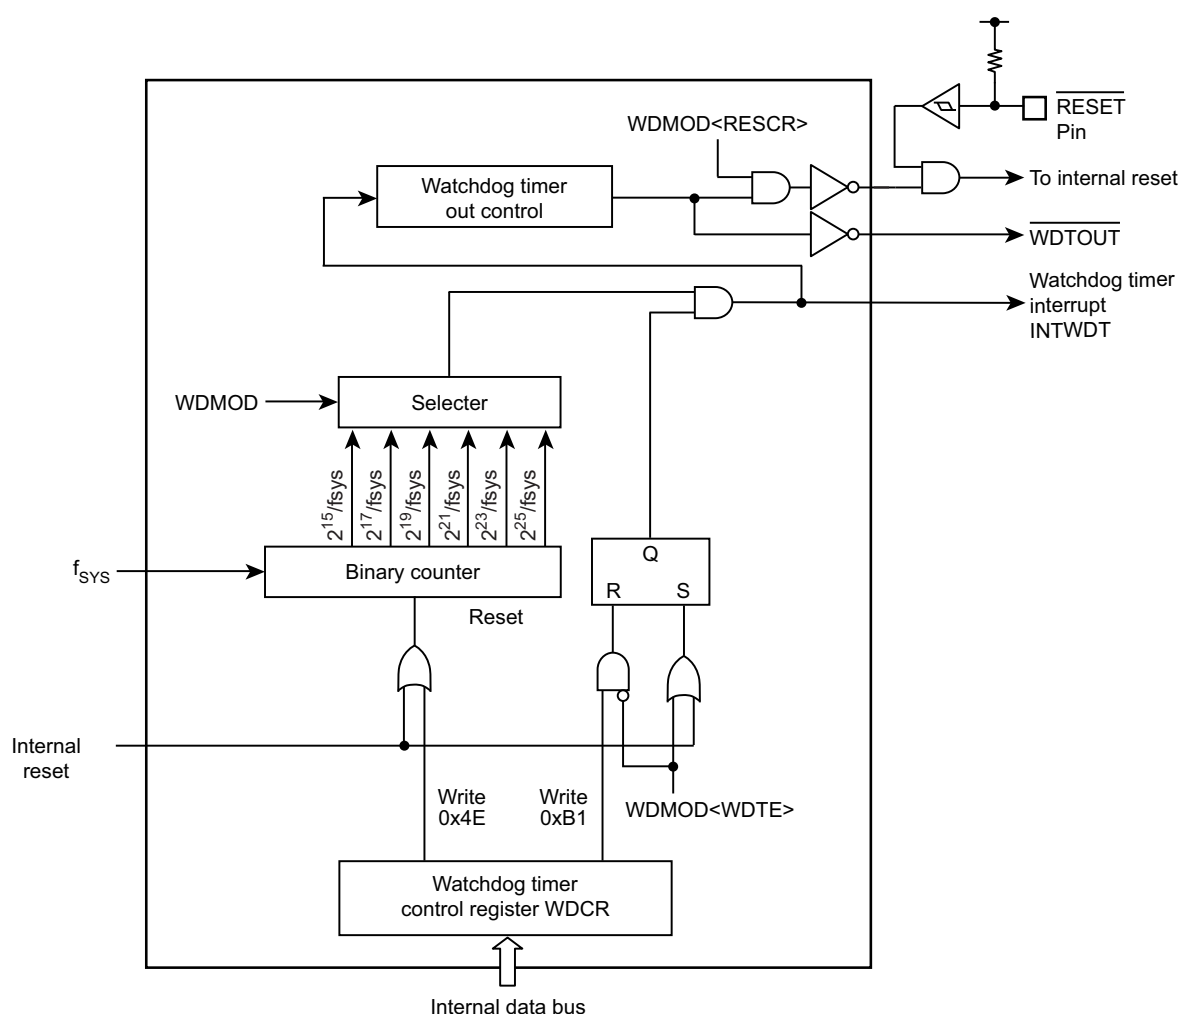 RESET
Pin
WDMOD<RESCR>
Watchdog timer
out control
To internal reset
WDTOUT
Watchdog timer
interrupt
INTWDT
WDMOD
Selecter
2^15/fsys
2^17/fsys
2^19/fsys
2^21/fsys
2^23/fsys
2^25/fsys
fSYS
Binary counter
Reset
Q
R S
Internal
reset
Write
0x4E
Write
0xB1
WDMOD<WDTE>
Watchdog timer
control register WDCR
Internal data bus